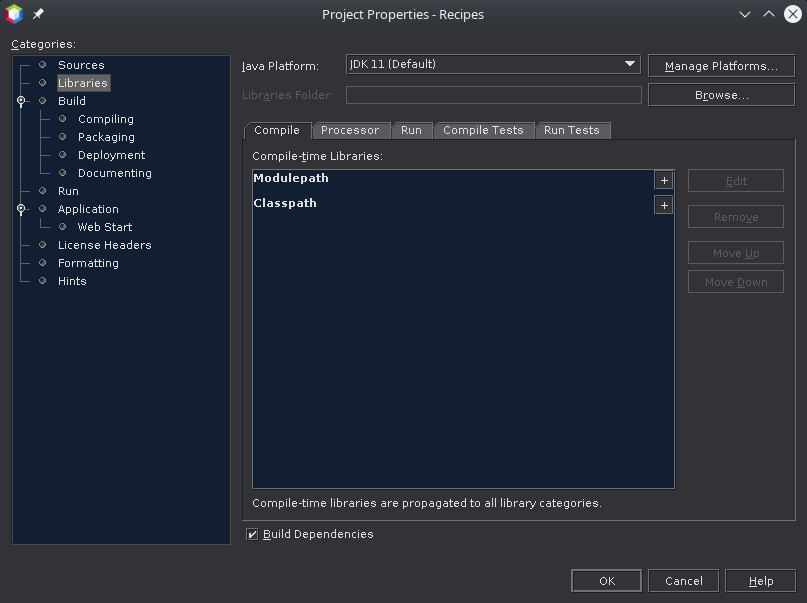 Project Properties - Recipes
Categories:
Sources
Libraries
Build
Compiling
Packaging
Deployment
Documenting
Run
Application
Web Start
License Headers
Formatting
Hints
Java Platform: JDK 11 (Default) Manage Platforms...
Libraries Folder: Browse...
Compile Processor Run Compile Tests Run Tests
Compile-time Libraries:
Modulepath +
Classpath +
Edit
Remove
Move Up
Move Down
Compile-time libraries are propagated to all library categories.
Build Dependencies
OK Cancel Help